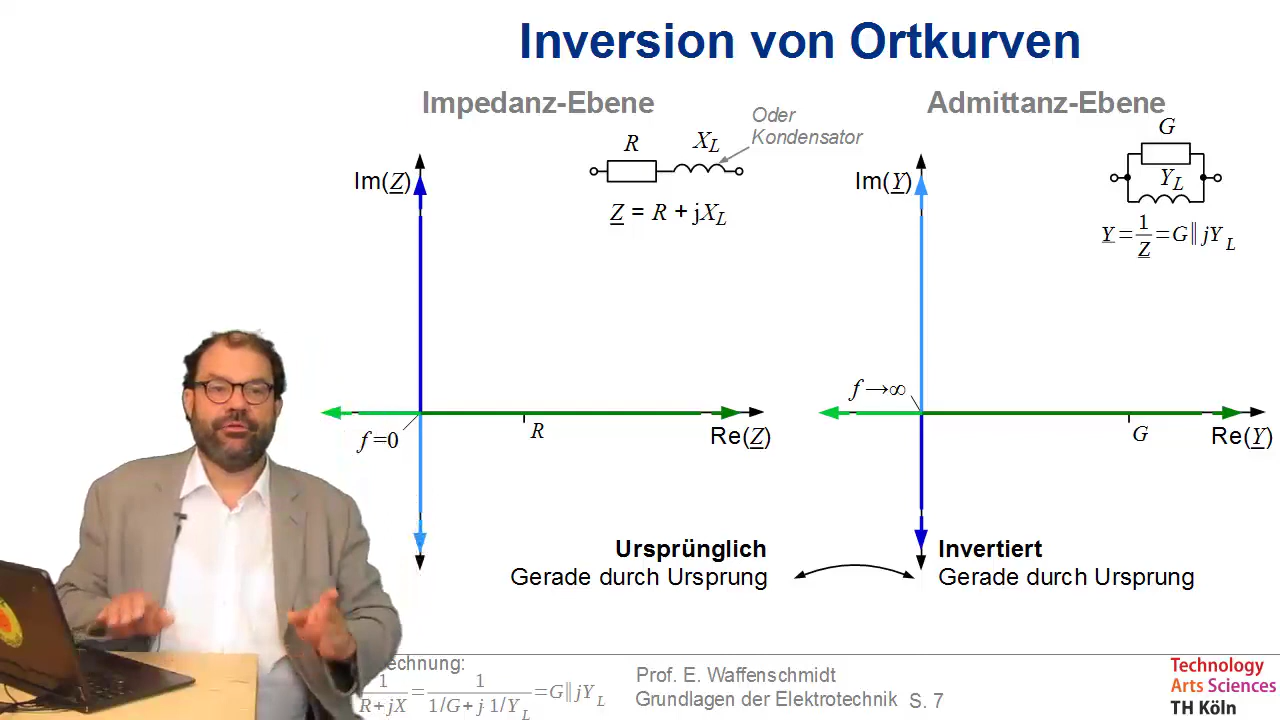 Inversion von Ortkurven
Impedanz-Ebene
Admittanz-Ebene
Oder
Kondensator
R
X_L
G
Y_L
Im(Z)
Z = R + jX_L
Im(Y)
Y = 1/Z = G || jY_L
f→∞
f=0
R
Re(Z)
G
Re(Y)
Ursprünglich
Gerade durch Ursprung
Invertiert
Gerade durch Ursprung
echnung:
1/(R+jX) = 1/(1/G+j 1/Y_L) = G || jY_L
Prof. E. Waffenschmidt
Grundlagen der Elektrotechnik S. 7
Technology
Arts Sciences
TH Köln